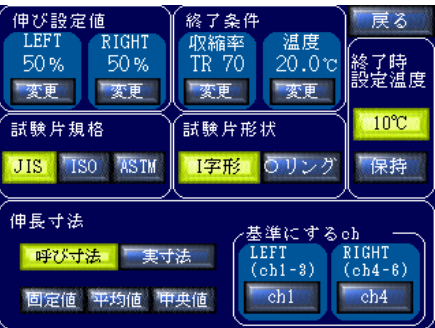 伸び設定値
LEFT RIGHT
50% 50%
変更 変更
終了条件
収縮率 温度
TR 70 20.0℃
変更 変更
戻る
終了時
設定温度
10℃
保持
試験片規格
JIS ISO ASTM
試験片形状
I字形 Oリング
伸長寸法
呼び寸法 実寸法
固定値 平均値 中央値
基準にするch
LEFT RIGHT
(ch1-3) (ch4-6)
ch1 ch4